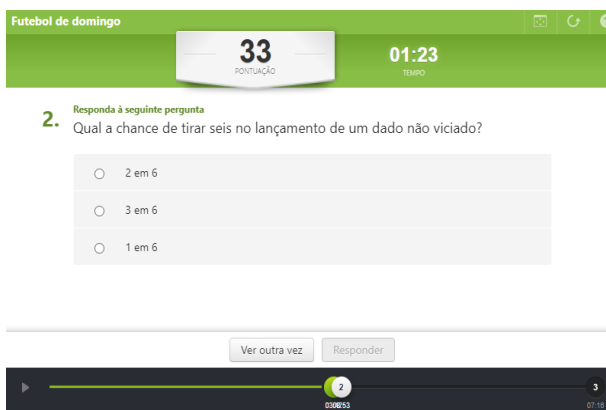 Futebol de domingo
33
PONTUAÇÃO
01:23
TEMPO
2.
Responda à seguinte pergunta
Qual a chance de tirar seis no lançamento de um dado não viciado?
2 em 6
3 em 6
1 em 6
Ver outra vez
Responder
2
3
07:16